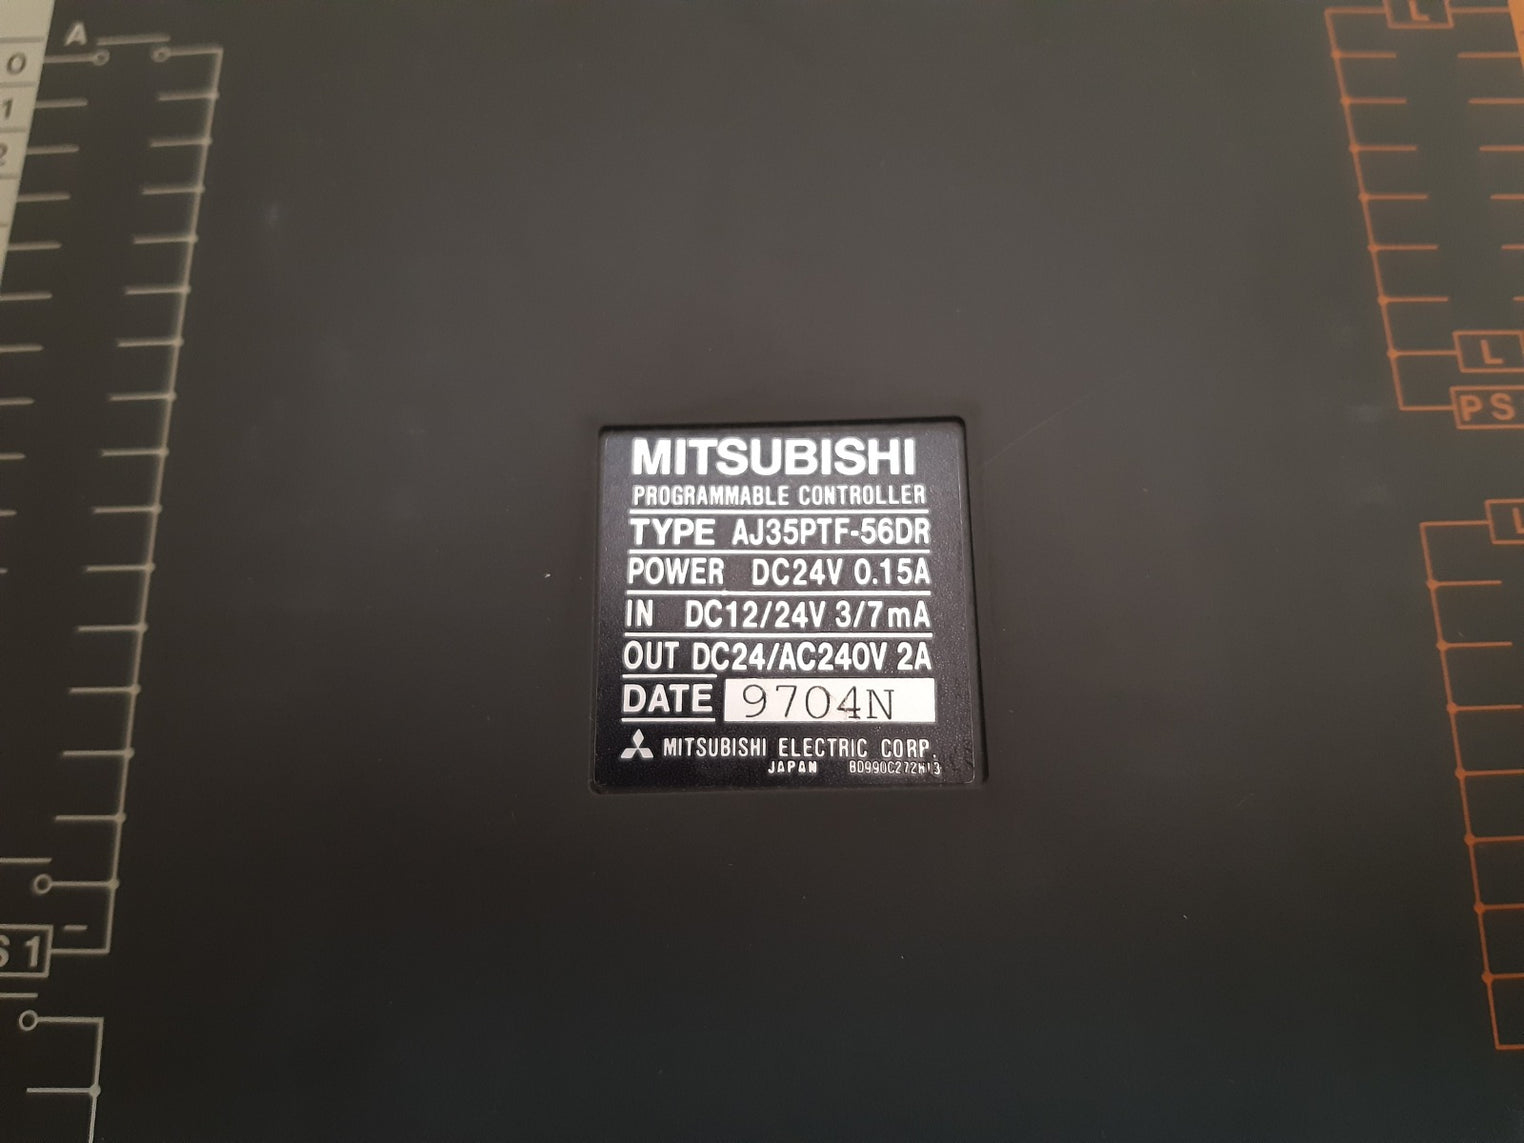 A
0
1
2
L
L
PS
L
S1
MITSUBISHI
PROGRAMMABLE CONTROLLER
TYPE AJ35PTF-56DR
POWER DC24V 0.15A
IN DC12/24V 3/7mA
OUT DC24/AC240V 2A
DATE 9704N
MITSUBISHI ELECTRIC CORP.
JAPAN